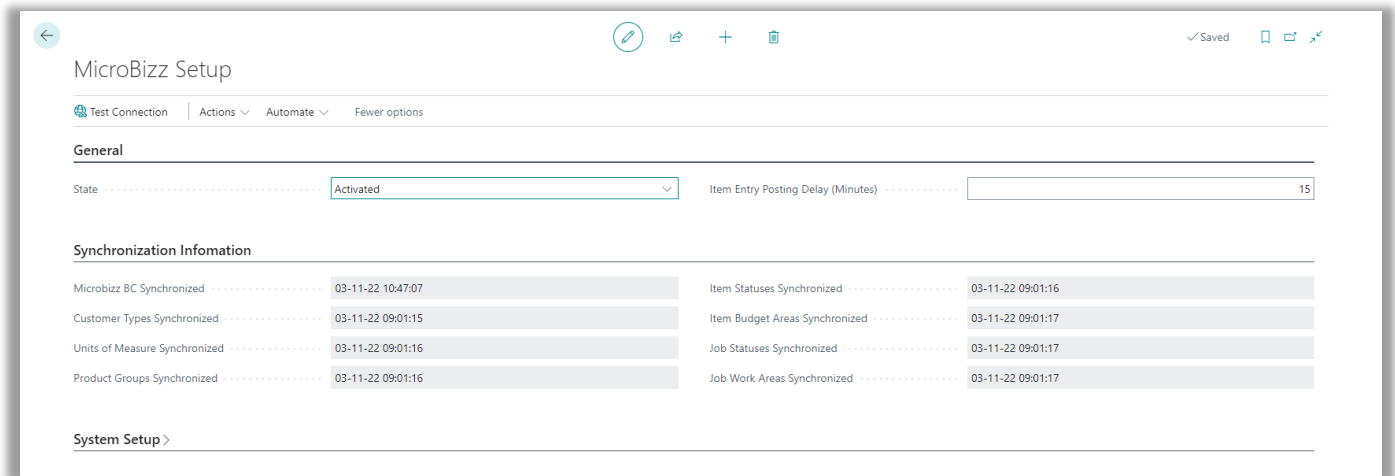 Saved
MicroBizz Setup
Test Connection Actions Automate Fewer options
General
State Activated Item Entry Posting Delay (Minutes) 15
Synchronization Infomation
Microbizz BC Synchronized 03-11-22 10:47:07 Item Statuses Synchronized 03-11-22 09:01:16
Customer Types Synchronized 03-11-22 09:01:15 Item Budget Areas Synchronized 03-11-22 09:01:17
Units of Measure Synchronized 03-11-22 09:01:16 Job Statuses Synchronized 03-11-22 09:01:17
Product Groups Synchronized 03-11-22 09:01:16 Job Work Areas Synchronized 03-11-22 09:01:17
System Setup